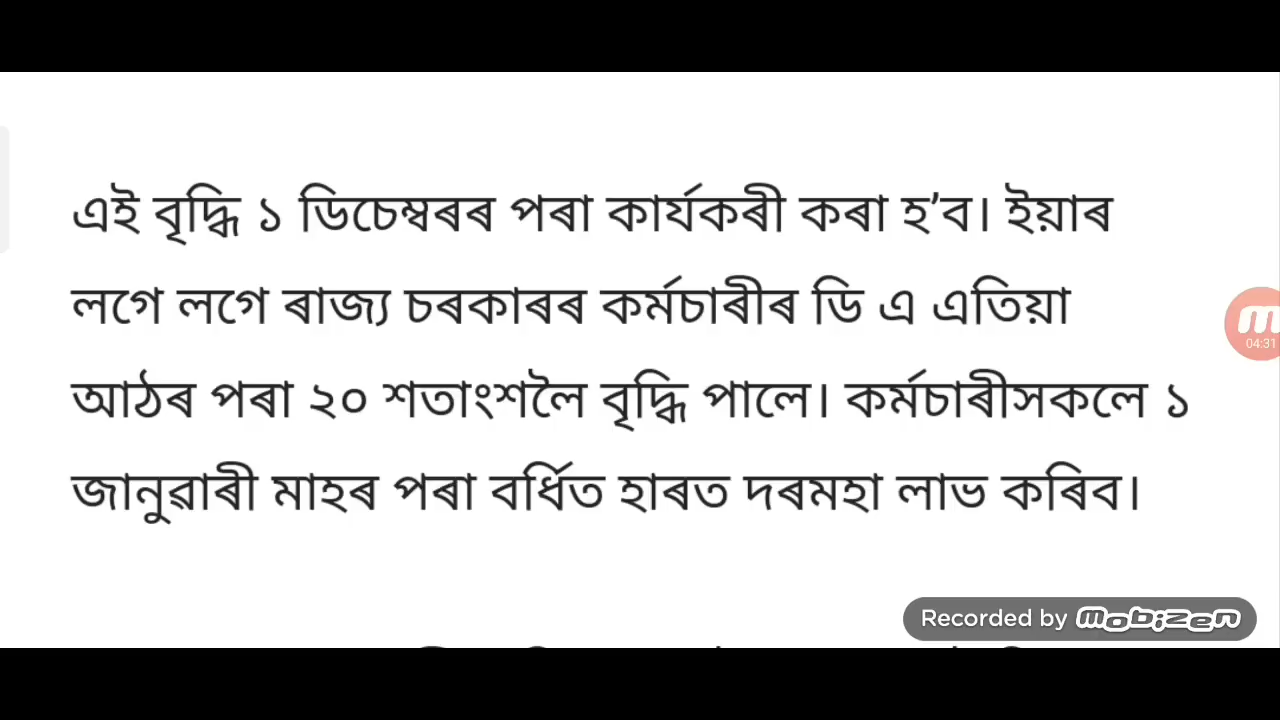 এই বৃদ্ধি ১ ডিচেম্বৰৰ পৰা কাৰ্যকৰী কৰা হ’ব। ইয়াৰ
লগে লগে ৰাজ্য চৰকাৰৰ কৰ্মচাৰীৰ ডি এ এতিয়া
আঠৰ পৰা ২০ শতাংশলৈ বৃদ্ধি পালে। কৰ্মচাৰীসকলে ১
জানুৱাৰী মাহৰ পৰা বৰ্ধিত হাৰত দৰমহা লাভ কৰিব।
04:31
Recorded by mobizen